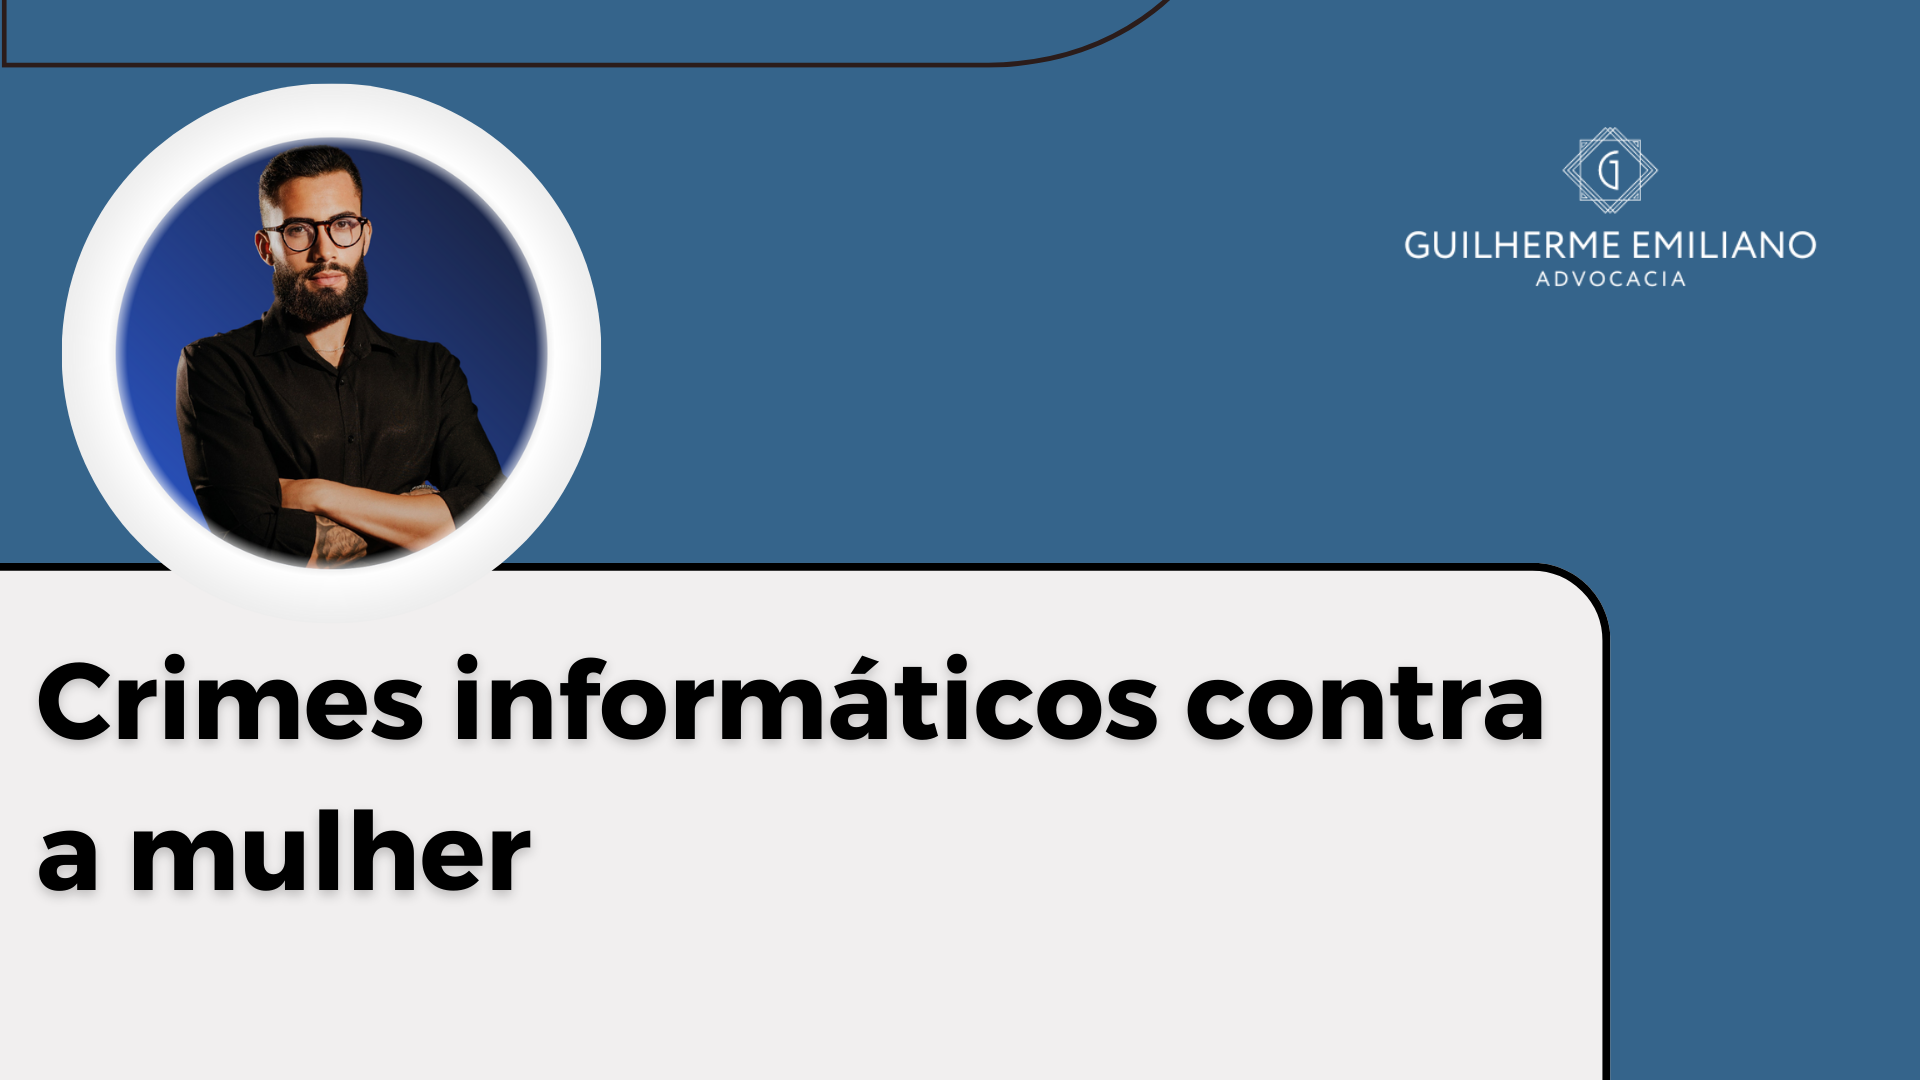 G
GUILHERME EMILIANO
ADVOCACIA
Crimes informáticos contra
a mulher